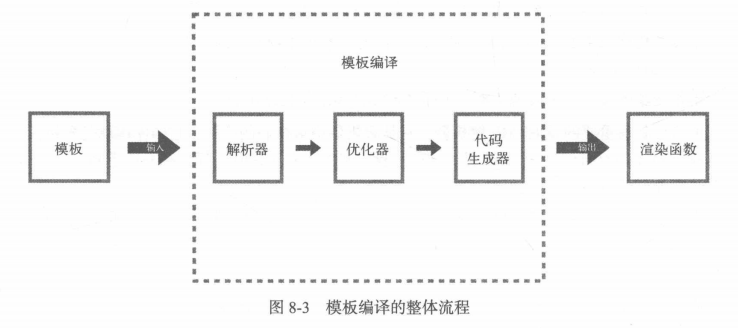 模板编译
模板
输入
解析器
优化器
代码
生成器
输出
渲染函数
图 8-3 模板编译的整体流程